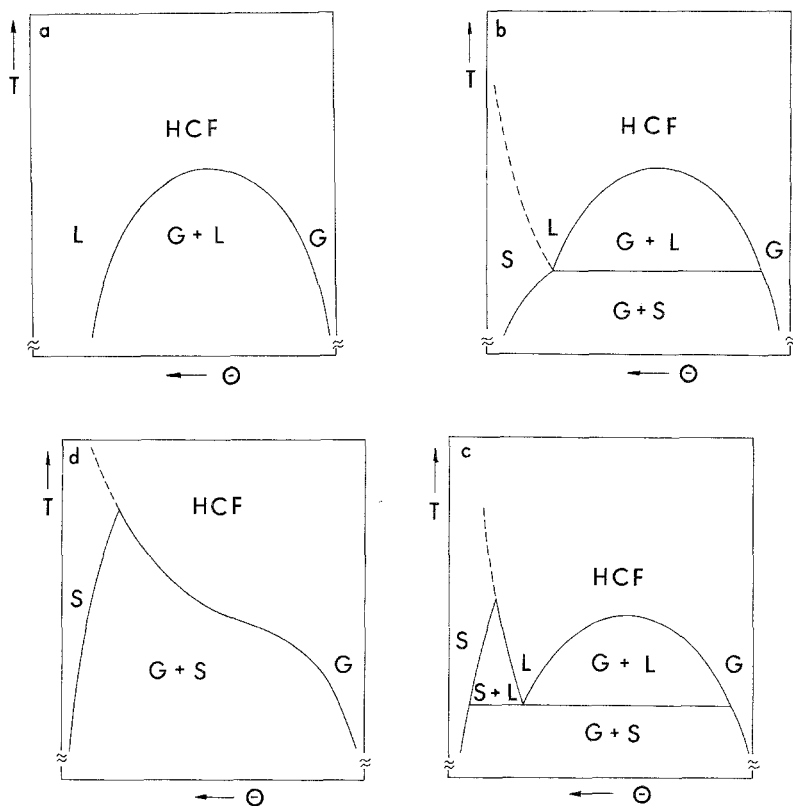 a
T
HCF
L
G + L
G
≈
≈
← Θ
b
T
HCF
S
L
G + L
G
G + S
≈
≈
← Θ
d
T
HCF
S
G + S
G
≈
≈
← Θ
c
T
HCF
S
L
G + L
G
S + L
G + S
≈
≈
← Θ